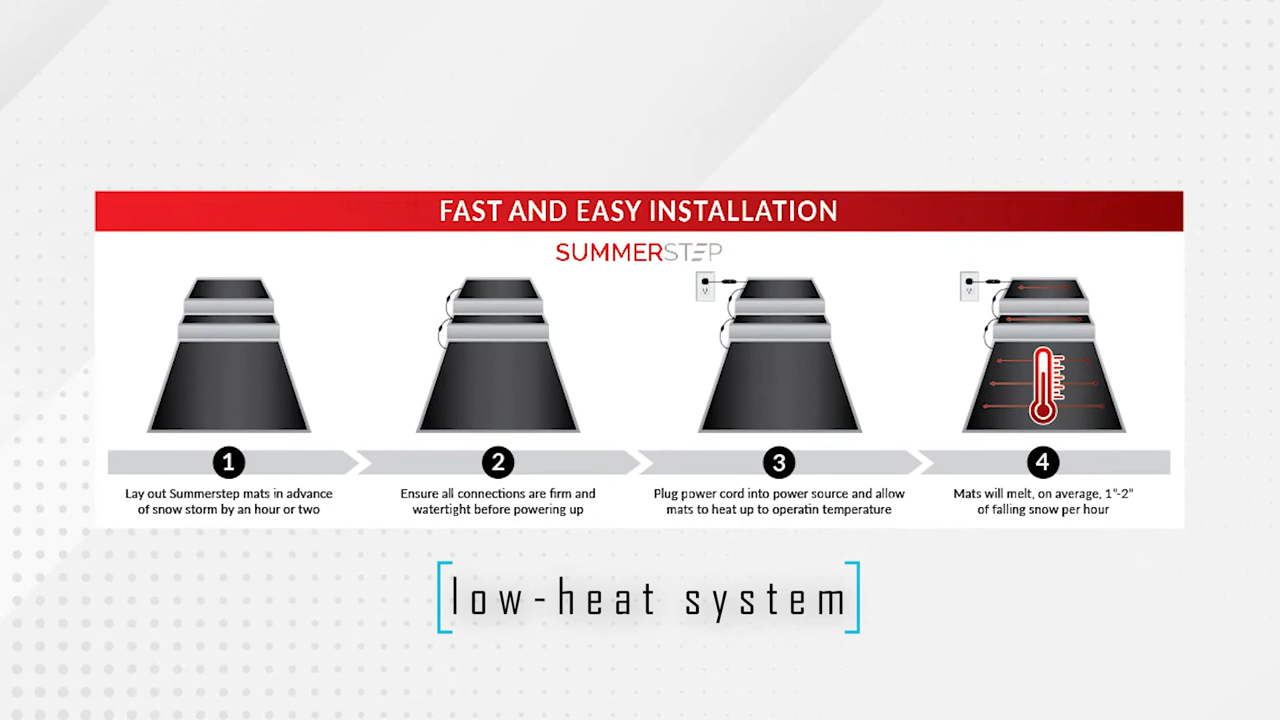 FAST AND EASY INSTALLATION
SUMMERSTEP
1
Lay out Summerstep mats in advance
of snow storm by an hour or two
2
Ensure all connections are firm and
watertight before powering up
3
Plug power cord into power source and allow
mats to heat up to operatin temperature
4
Mats will melt, on average, 1"-2"
of falling snow per hour
[low-heat system]